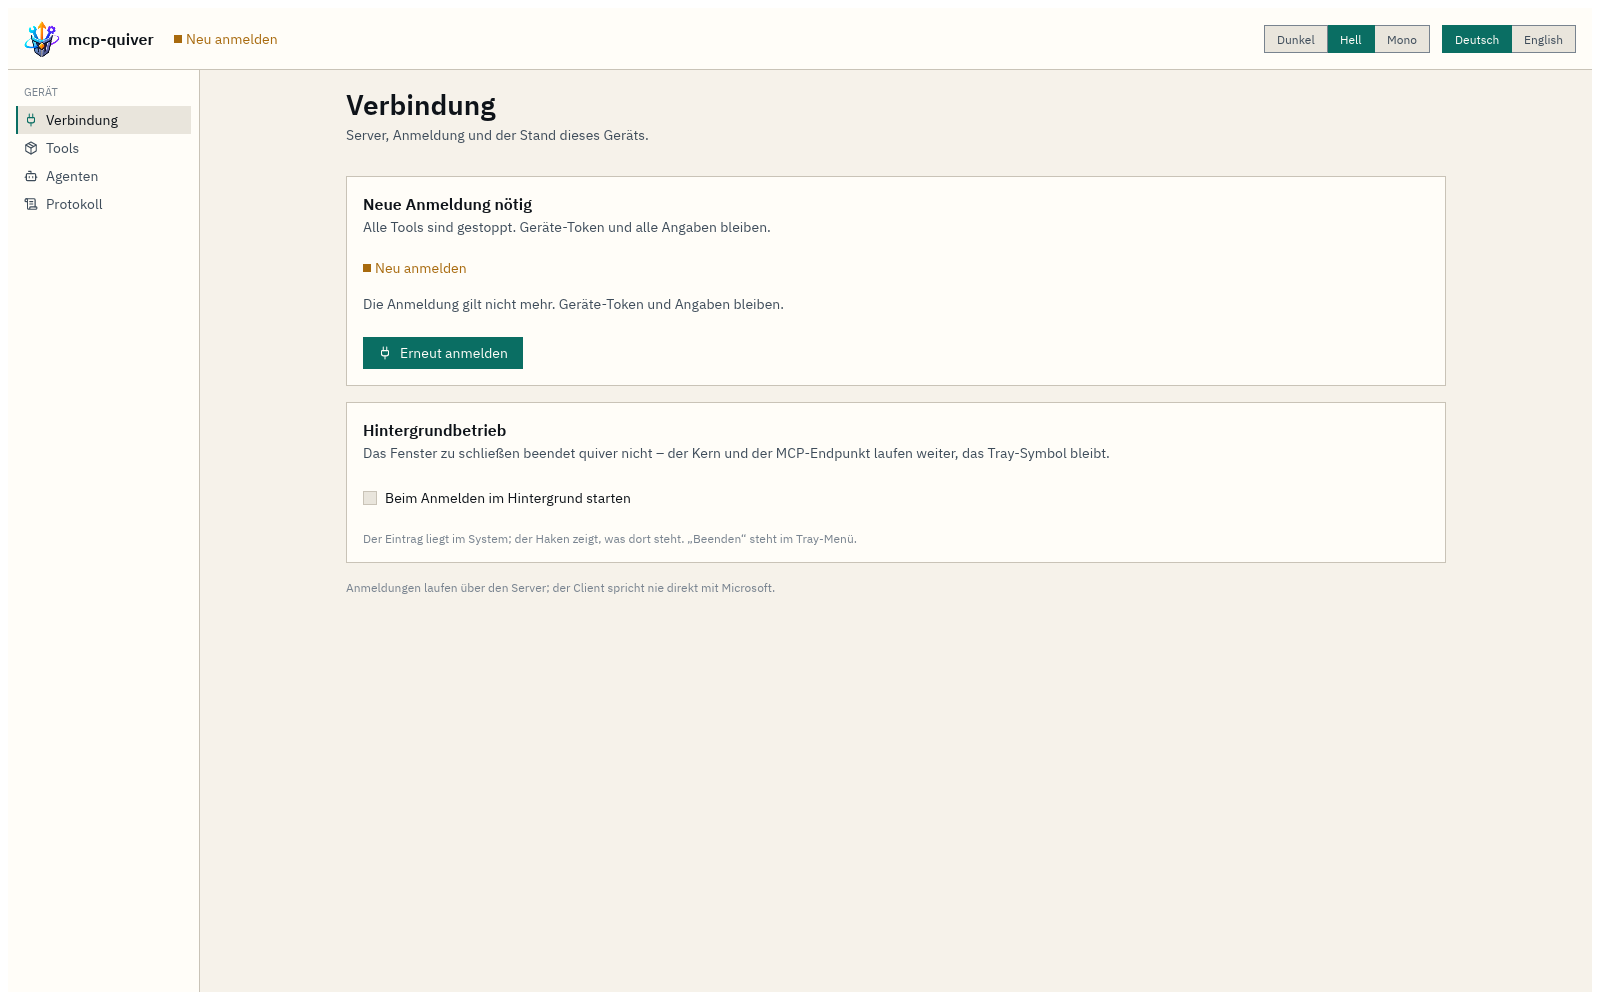 mcp-quiver
Neu anmelden
Dunkel
Hell
Mono
Deutsch
English
GERÄT
Verbindung
Tools
Agenten
Protokoll
Verbindung
Server, Anmeldung und der Stand dieses Geräts.
Neue Anmeldung nötig
Alle Tools sind gestoppt. Geräte-Token und alle Angaben bleiben.
Neu anmelden
Die Anmeldung gilt nicht mehr. Geräte-Token und Angaben bleiben.
Erneut anmelden
Hintergrundbetrieb
Das Fenster zu schließen beendet quiver nicht – der Kern und der MCP-Endpunkt laufen weiter, das Tray-Symbol bleibt.
Beim Anmelden im Hintergrund starten
Der Eintrag liegt im System; der Haken zeigt, was dort steht. „Beenden“ steht im Tray-Menü.
Anmeldungen laufen über den Server; der Client spricht nie direkt mit Microsoft.